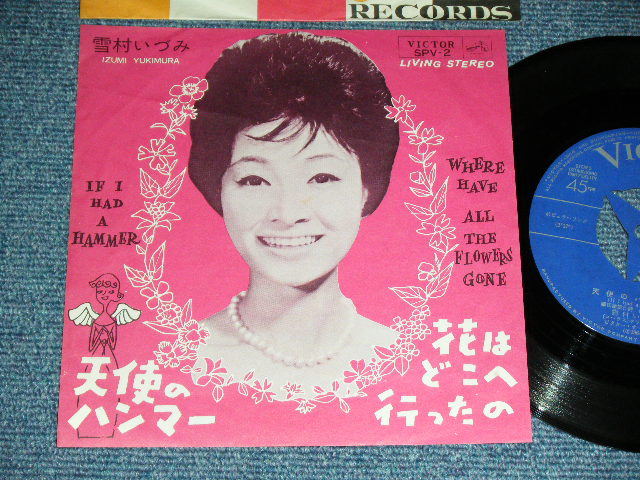 RECORDS
雪村いづみ
IZUMI YUKIMURA
VICTOR
SPV-2
LIVING STEREO
IF I
HAD
A
HAMMER
WHERE
HAVE
ALL
THE
FLOWERS
GONE
天使の
ハンマー
花は
どこへ
行ったの
VICTOR
45